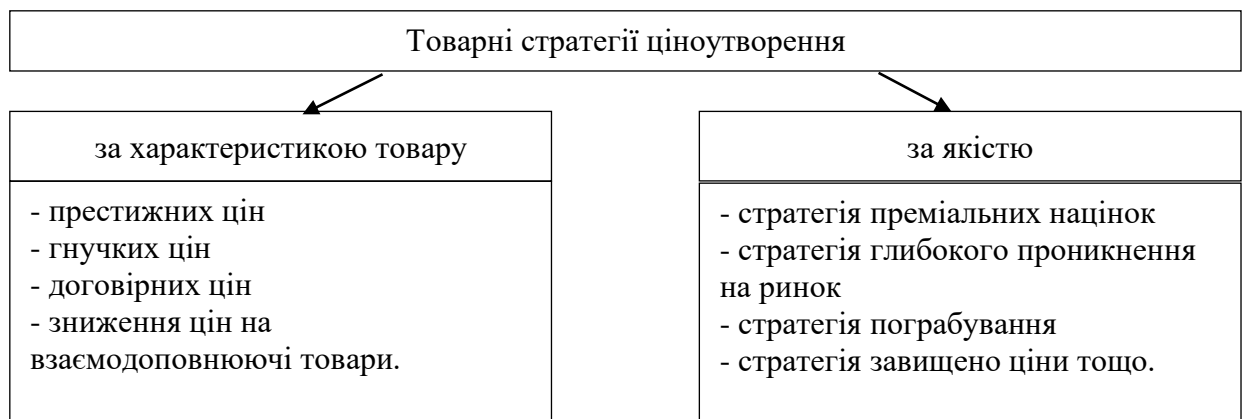 Товарні стратегії ціноутворення
за характеристикою товару
- престижних цін
- гнучких цін
- договірних цін
- зниження цін на
взаємодоповнюючі товари.
за якістю
- стратегія преміальних націнок
- стратегія глибокого проникнення
на ринок
- стратегія пограбування
- стратегія завищено ціни тощо.